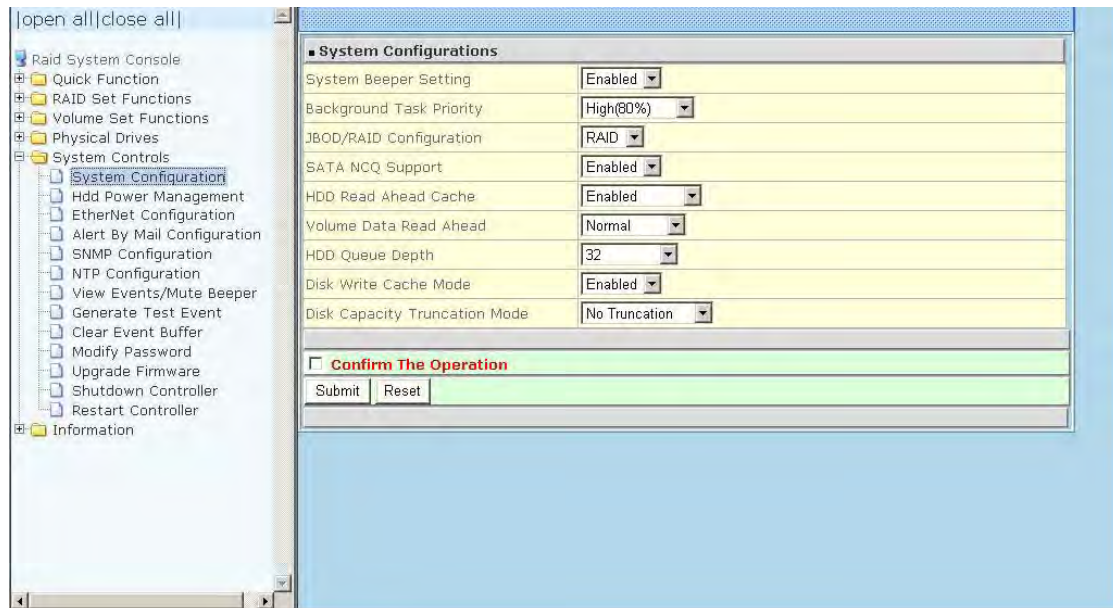 |open all|close all|
Raid System Console
Quick Function
RAID Set Functions
Volume Set Functions
Physical Drives
System Controls
System Configuration
Hdd Power Management
EtherNet Configuration
Alert By Mail Configuration
SNMP Configuration
NTP Configuration
View Events/Mute Beeper
Generate Test Event
Clear Event Buffer
Modify Password
Upgrade Firmware
Shutdown Controller
Restart Controller
Information
System Configurations
System Beeper Setting Enabled
Background Task Priority High(80%)
JBOD/RAID Configuration RAID
SATA NCQ Support Enabled
HDD Read Ahead Cache Enabled
Volume Data Read Ahead Normal
HDD Queue Depth 32
Disk Write Cache Mode Enabled
Disk Capacity Truncation Mode No Truncation
Confirm The Operation
Submit Reset